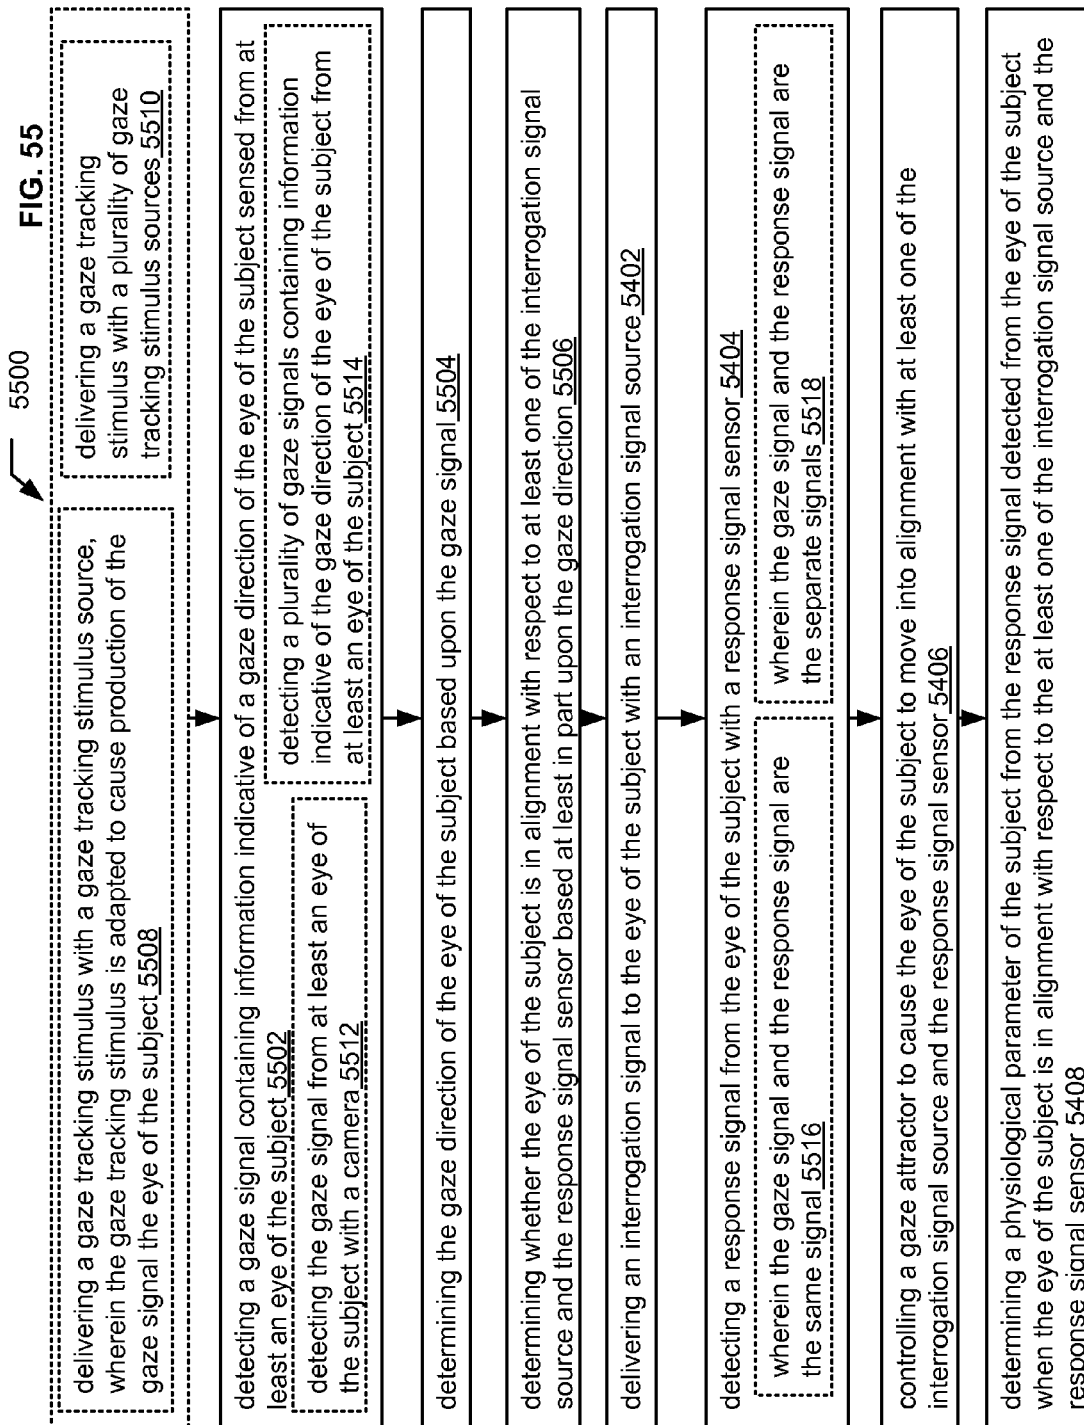 FIG. 55
5500
delivering a gaze tracking stimulus with a gaze tracking stimulus source,
wherein the gaze tracking stimulus is adapted to cause production of the
gaze signal the eye of the subject 5508
delivering a gaze tracking
stimulus with a plurality of gaze
tracking stimulus sources 5510
detecting a gaze signal containing information indicative of a gaze direction of the eye of the subject sensed from at
least an eye of the subject 5502
detecting the gaze signal from at least an eye of
the subject with a camera 5512
detecting a plurality of gaze signals containing information
indicative of the gaze direction of the eye of the subject from
at least an eye of the subject 5514
determining the gaze direction of the eye of the subject based upon the gaze signal 5504
determining whether the eye of the subject is in alignment with respect to at least one of the interrogation signal
source and the response signal sensor based at least in part upon the gaze direction 5506
delivering an interrogation signal to the eye of the subject with an interrogation signal source 5402
detecting a response signal from the eye of the subject with a response signal sensor 5404
wherein the gaze signal and the response signal are
the same signal 5516
wherein the gaze signal and the response signal are
the separate signals 5518
controlling a gaze attractor to cause the eye of the subject to move into alignment with at least one of the
interrogation signal source and the response signal sensor 5406
determining a physiological parameter of the subject from the response signal detected from the eye of the subject
when the eye of the subject is in alignment with respect to the at least one of the interrogation signal source and the
response signal sensor 5408